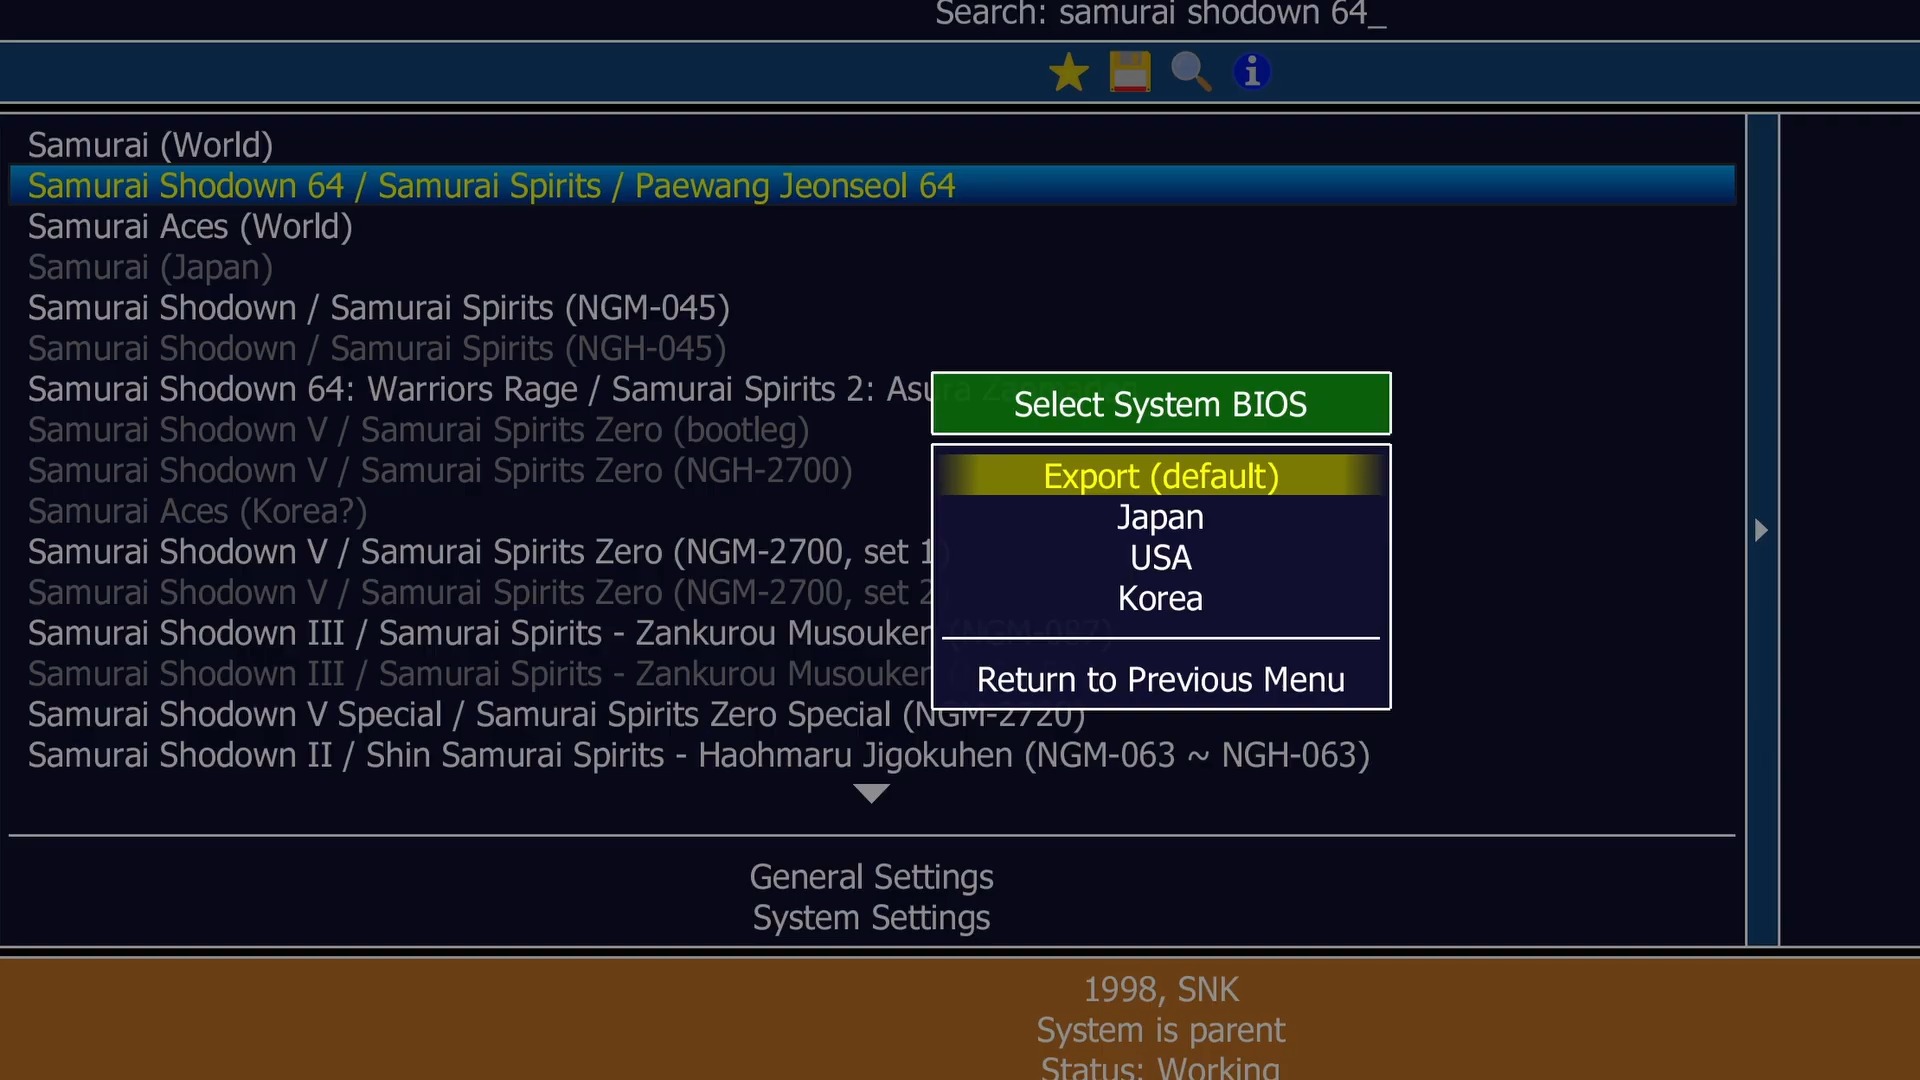 Search: samurai shodown 64_
Samurai (World)
Samurai Shodown 64 / Samurai Spirits / Paewang Jeonseol 64
Samurai Aces (World)
Samurai (Japan)
Samurai Shodown / Samurai Spirits (NGM-045)
Samurai Shodown / Samurai Spirits (NGH-045)
Samurai Shodown 64: Warriors Rage / Samurai Spirits 2: Asura Zanmaden
Samurai Shodown V / Samurai Spirits Zero (bootleg)
Samurai Shodown V / Samurai Spirits Zero (NGH-2700)
Samurai Aces (Korea?)
Samurai Shodown V / Samurai Spirits Zero (NGM-2700, set 1)
Samurai Shodown V / Samurai Spirits Zero (NGM-2700, set 2
Samurai Shodown III / Samurai Spirits - Zankurou Musouken (NGM-087)
Samurai Shodown III / Samurai Spirits - Zankurou Musouken
Samurai Shodown V Special / Samurai Spirits Zero Special (NGM-2720)
Samurai Shodown II / Shin Samurai Spirits - Haohmaru Jigokuhen (NGM-063 ~ NGH-063)
Select System BIOS
Export (default)
Japan
USA
Korea
Return to Previous Menu
General Settings
System Settings
1998, SNK
System is parent
Status: Working